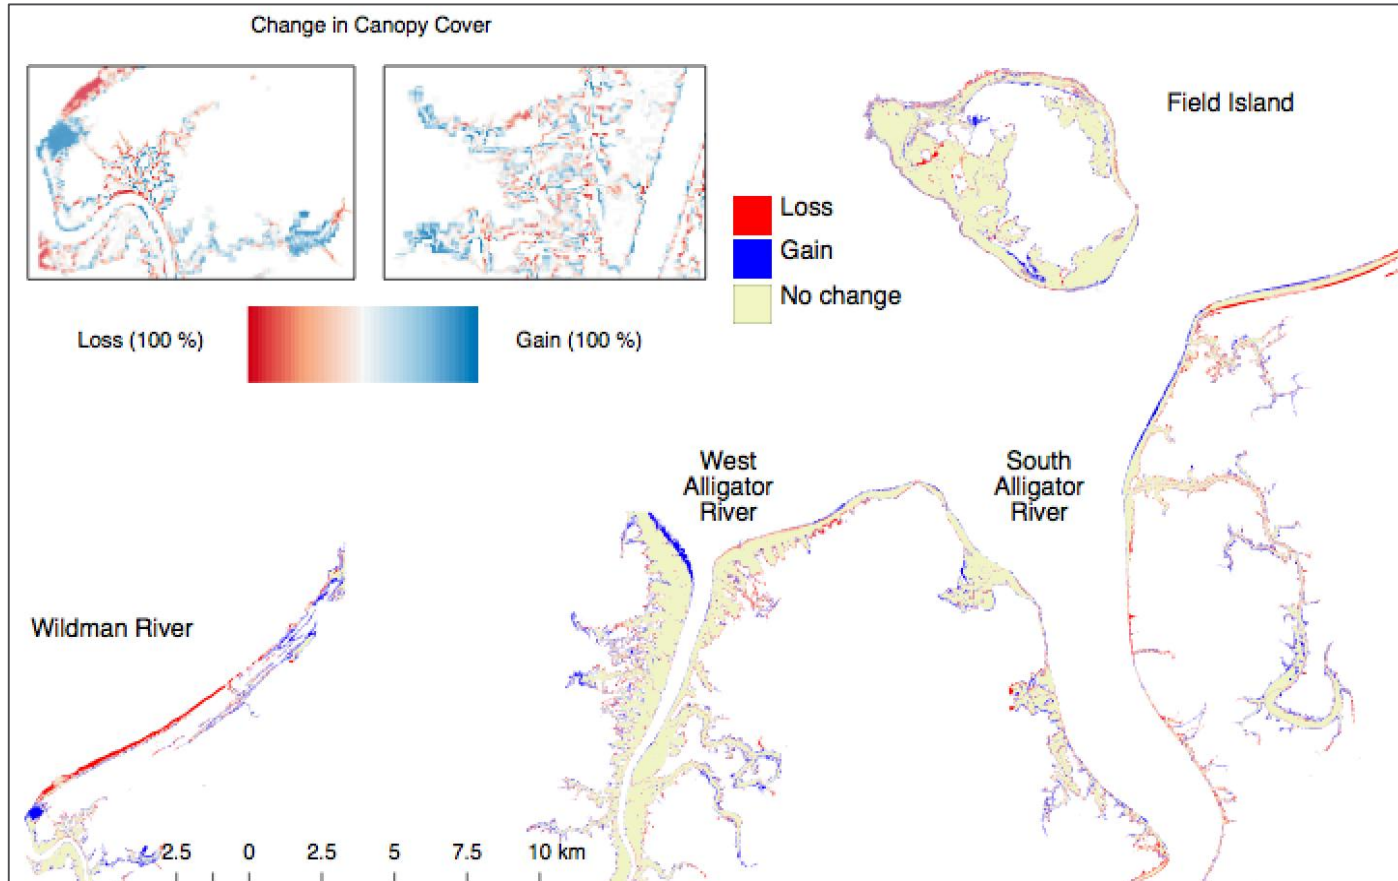 Change in Canopy Cover
Field Island
Loss
Gain
No change
Loss (100 %)
Gain (100 %)
West
Alligator
River
South
Alligator
River
Wildman River
2.5 0 2.5 5 7.5 10 km